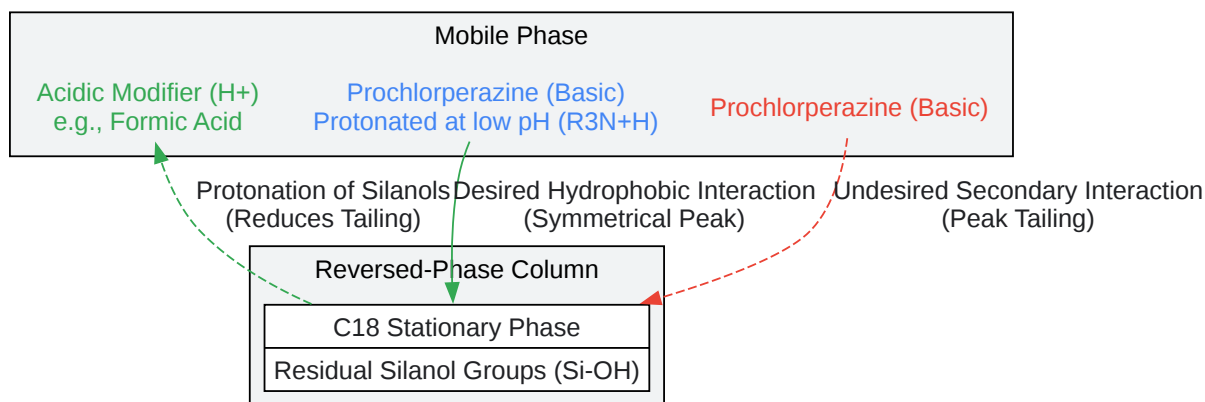 Mobile Phase
Acidic Modifier (H+)
e.g., Formic Acid
Prochlorperazine (Basic)
Protonated at low pH (R3N+H)
Prochlorperazine (Basic)
Protonation of Silanols
(Reduces Tailing)
Desired Hydrophobic Interaction
(Symmetrical Peak)
Undesired Secondary Interaction
(Peak Tailing)
Reversed-Phase Column
C18 Stationary Phase
Residual Silanol Groups (Si-OH)